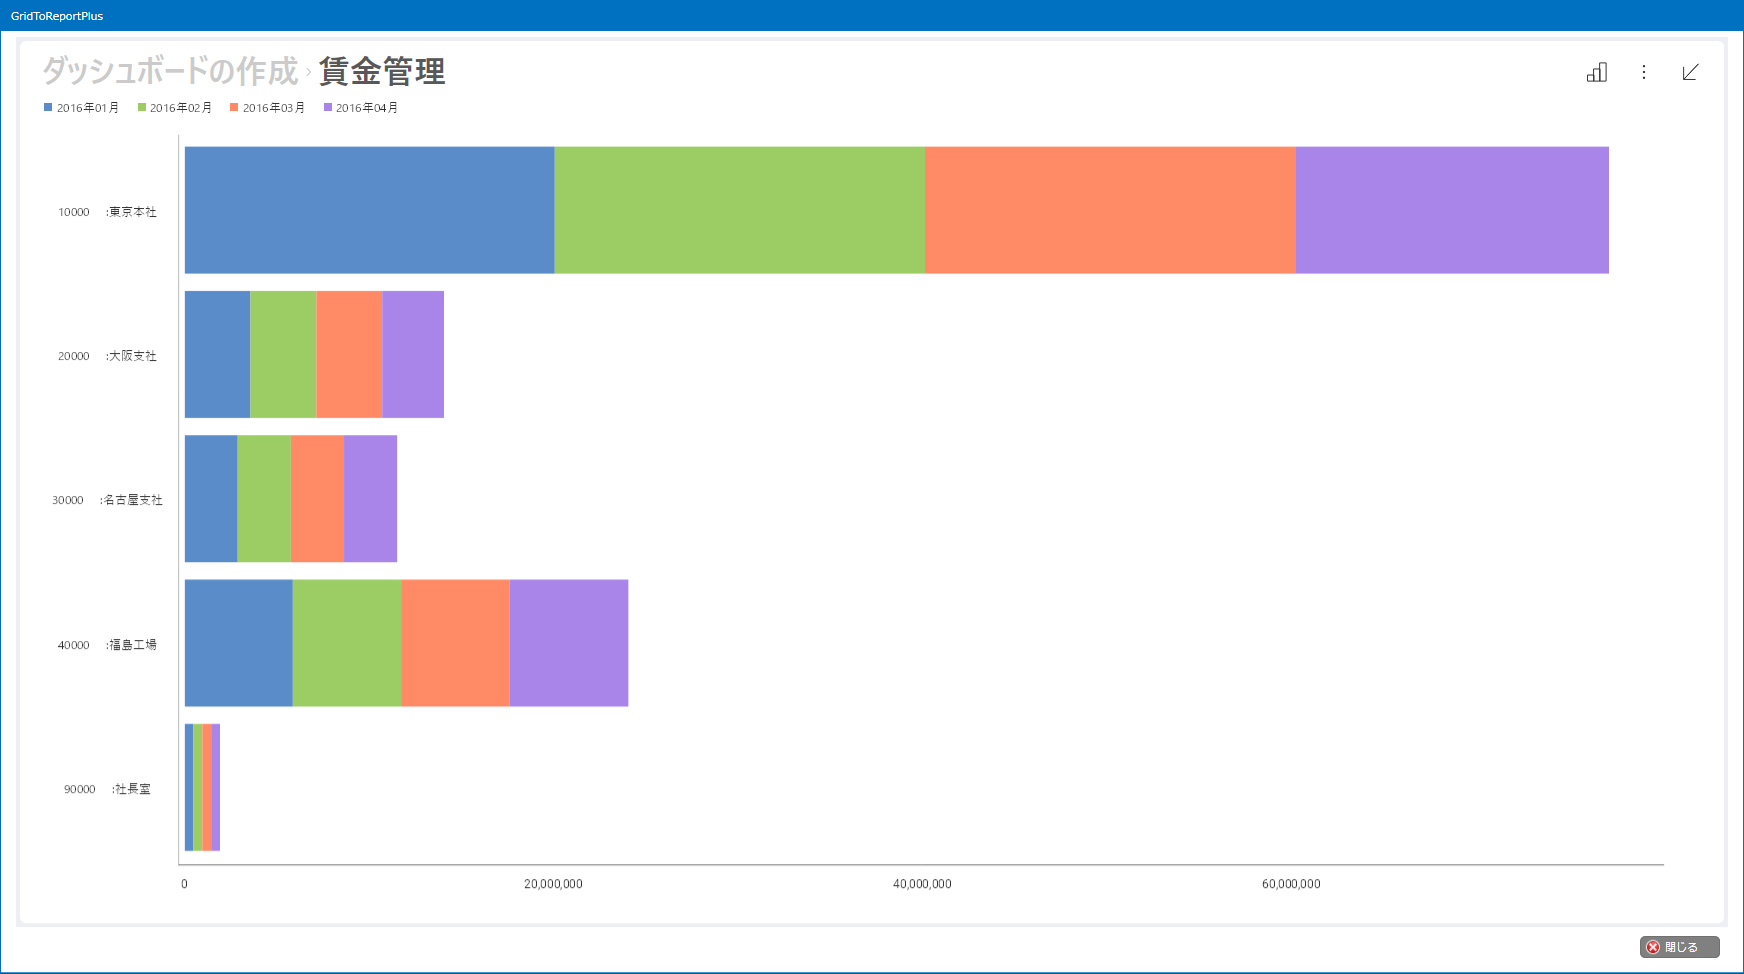 GridToReportPlus
ダッシュボードの作成 › 賃金管理
2016年01月 2016年02月 2016年03月 2016年04月
10000 :東京本社
20000 :大阪支社
30000 :名古屋支社
40000 :福島工場
90000 :社長室
0 20,000,000 40,000,000 60,000,000
閉じる